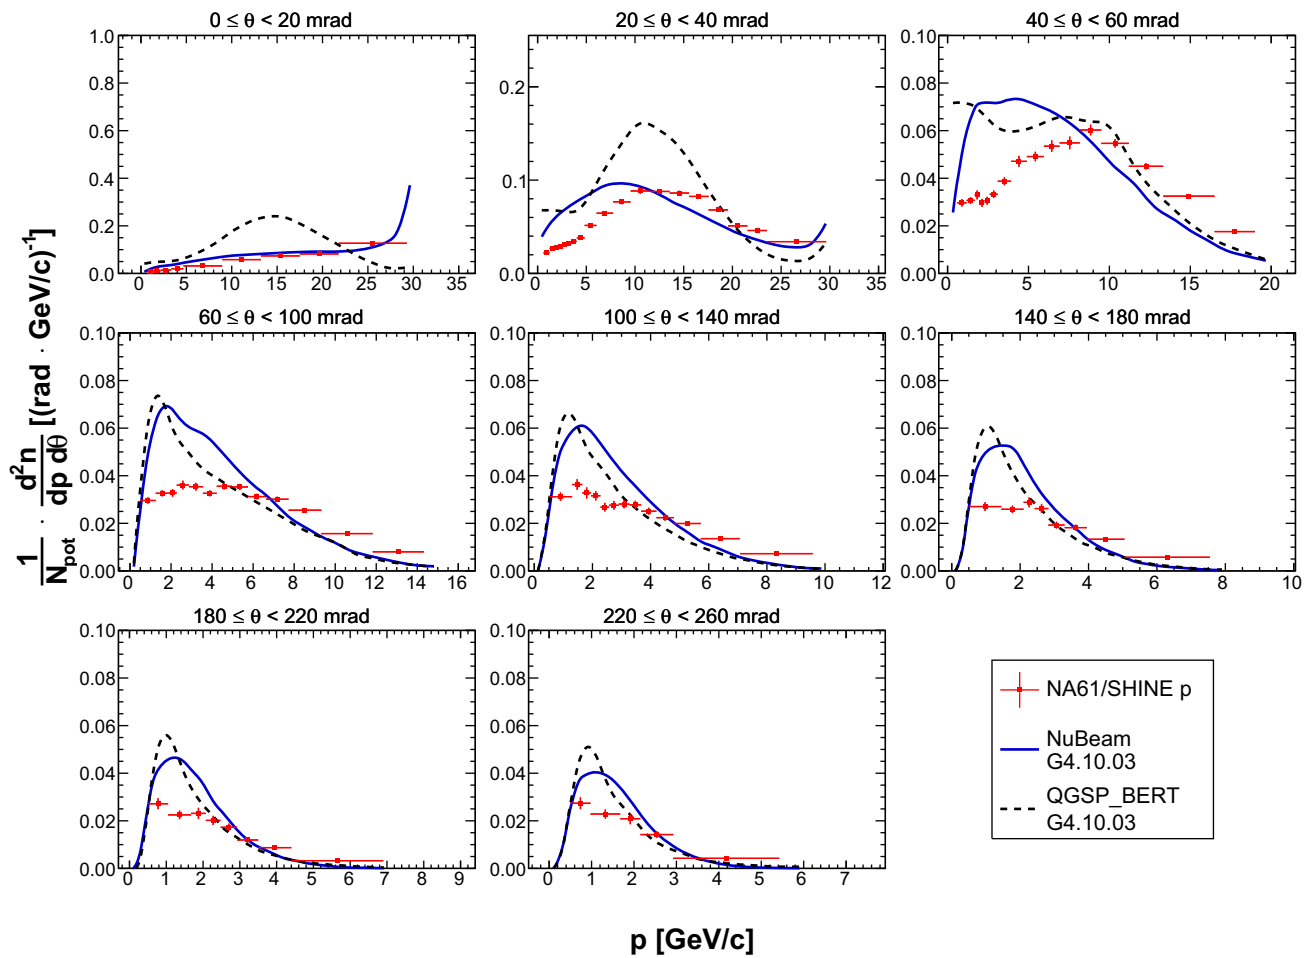 0 ≤ θ < 20 mrad
1.0
0.8
0.6
0.4
0.2
0.0
0 5 10 15 20 25 30 35
20 ≤ θ < 40 mrad
0.2
0.1
0.0
0 5 10 15 20 25 30 35
40 ≤ θ < 60 mrad
0.10
0.08
0.06
0.04
0.02
0.00
0 5 10 15 20
60 ≤ θ < 100 mrad
0.10
0.08
0.06
0.04
0.02
0.00
0 2 4 6 8 10 12 14 16
100 ≤ θ < 140 mrad
0.10
0.08
0.06
0.04
0.02
0.00
0 2 4 6 8 10 12
140 ≤ θ < 180 mrad
0.10
0.08
0.06
0.04
0.02
0.00
0 2 4 6 8 10
180 ≤ θ < 220 mrad
0.10
0.08
0.06
0.04
0.02
0.00
0 1 2 3 4 5 6 7 8 9
220 ≤ θ < 260 mrad
0.10
0.08
0.06
0.04
0.02
0.00
0 1 2 3 4 5 6 7
NA61/SHINE p
NuBeam
G4.10.03
QGSP_BERT
G4.10.03
1/N_pot · d²n/dp dθ [(rad · GeV/c)⁻¹]
p [GeV/c]